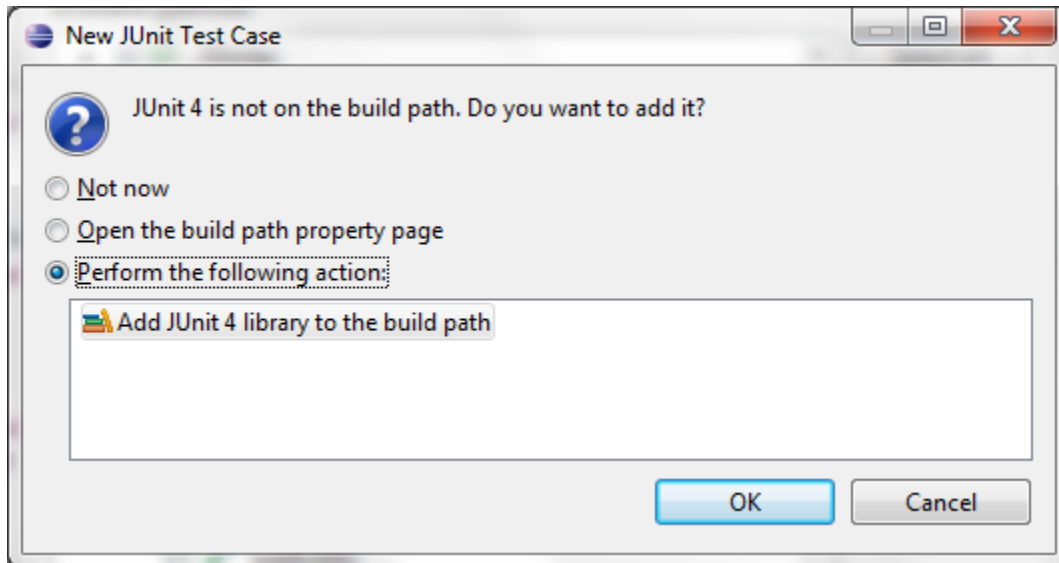 New JUnit Test Case
JUnit 4 is not on the build path. Do you want to add it?
Not now
Open the build path property page
Perform the following action:
Add JUnit 4 library to the build path
OK
Cancel